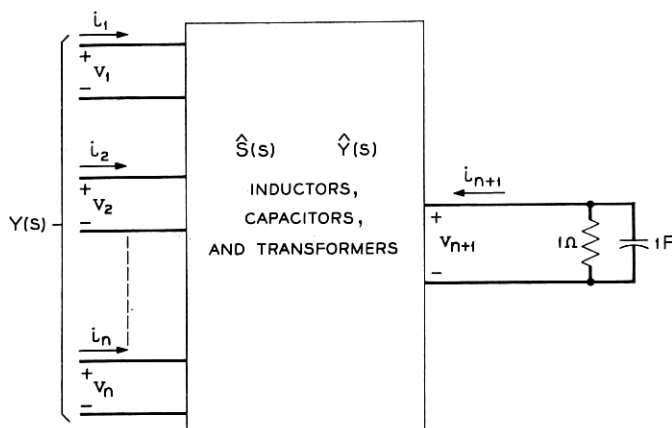 i1
+
v1
−
i2
+
Y(S)
v2
−
in
+
vn
−
Ŝ(S) Ŷ(S)
INDUCTORS,
CAPACITORS,
AND TRANSFORMERS
in+1
+
vn+1
−
1Ω
1F